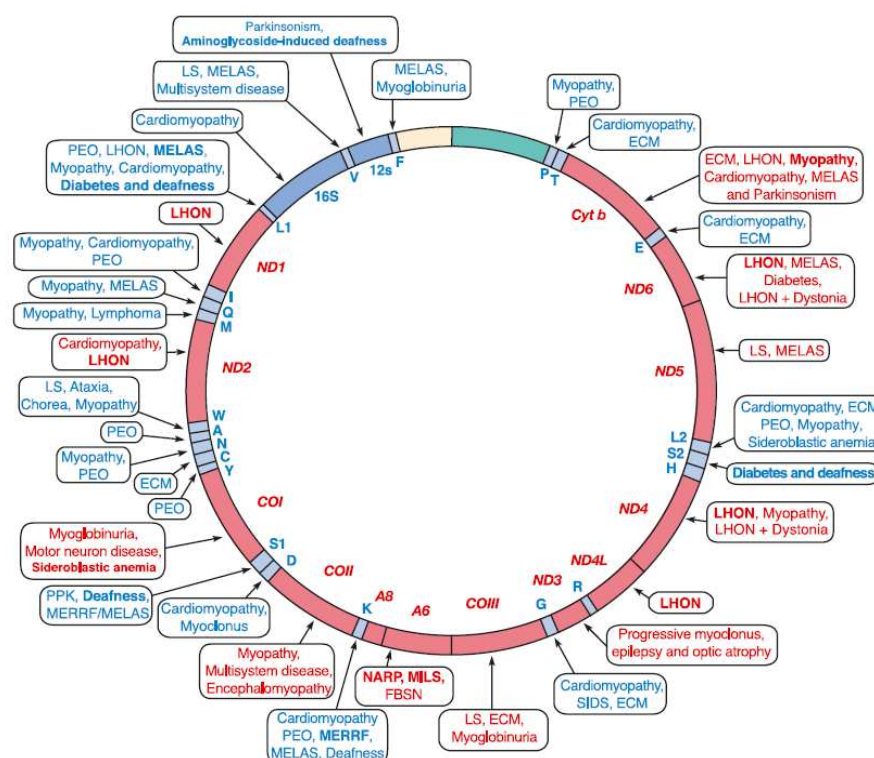 Parkinsonism,
Aminoglycoside-induced deafness
LS, MELAS,
Multisystem disease
MELAS,
Myoglobinuria
Myopathy,
PEO
Cardiomyopathy
Cardiomyopathy,
ECM
PEO, LHON, MELAS,
Myopathy, Cardiomyopathy,
Diabetes and deafness
ECM, LHON, Myopathy,
Cardiomyopathy, MELAS
and Parkinsonism
LHON
Cardiomyopathy,
ECM
Myopathy, Cardiomyopathy,
PEO
LHON, MELAS,
Diabetes,
LHON + Dystonia
Myopathy, MELAS
Myopathy, Lymphoma
Cardiomyopathy,
LHON
LS, MELAS
LS, Ataxia,
Chorea, Myopathy
Cardiomyopathy, ECM
PEO, Myopathy,
Sideroblastic anemia
PEO
Myopathy,
PEO
Diabetes and deafness
ECM
PEO
LHON, Myopathy,
LHON + Dystonia
Myoglobinuria,
Motor neuron disease,
Sideroblastic anemia
PPK, Deafness,
MERRF/MELAS
Cardiomyopathy,
Myoclonus
LHON
Myopathy,
Multisystem disease,
Encephalomyopathy
NARP, MILS,
FBSN
Progressive myoclonus,
epilepsy and optic atrophy
Cardiomyopathy
PEO, MERRF,
MELAS, Deafness
LS, ECM,
Myoglobinuria
Cardiomyopathy,
SIDS, ECM
F
12s
V
16S
L1
ND1
I
Q
M
ND2
W
A
N
C
Y
COI
S1
D
COII
K
A8
A6
COIII
G
ND3
R
ND4L
ND4
H
S2
L2
ND5
ND6
E
Cyt b
T
P